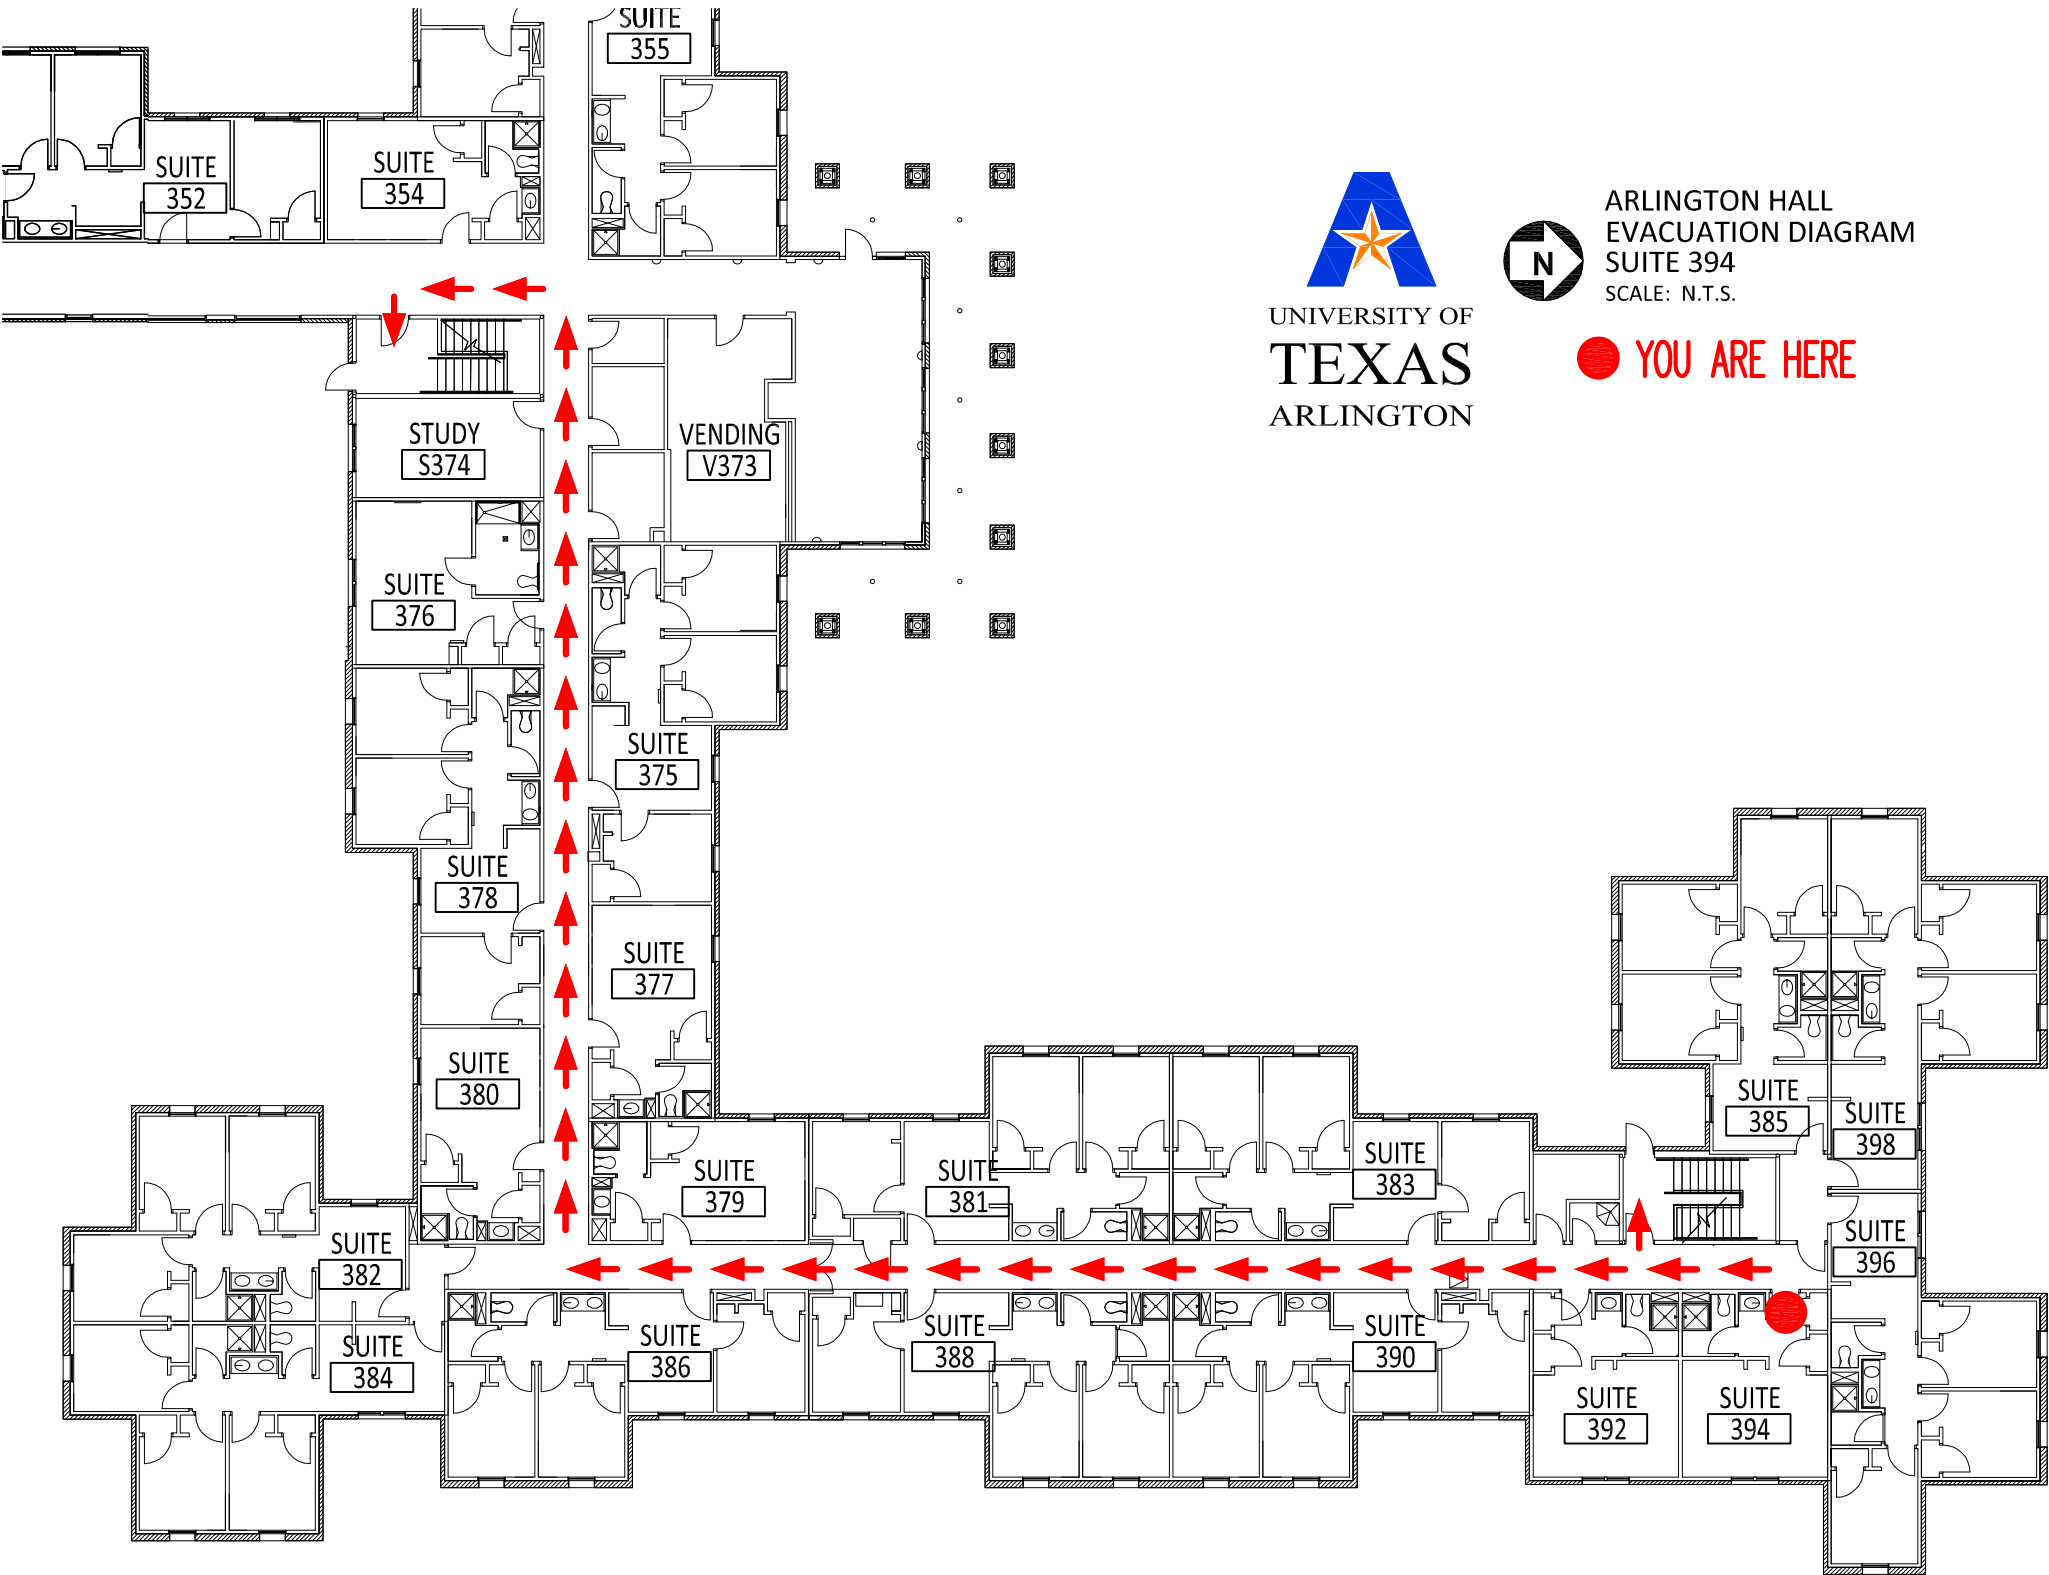 SUITE
355
SUITE
352
SUITE
354
UNIVERSITY OF
TEXAS
ARLINGTON
N
ARLINGTON HALL
EVACUATION DIAGRAM
SUITE 394
SCALE: N.T.S.
YOU ARE HERE
STUDY
S374
VENDING
V373
SUITE
376
SUITE
375
SUITE
378
SUITE
377
SUITE
380
SUITE
379
SUITE
381
SUITE
383
SUITE
385
SUITE
398
SUITE
382
SUITE
396
SUITE
384
SUITE
386
SUITE
388
SUITE
390
SUITE
392
SUITE
394